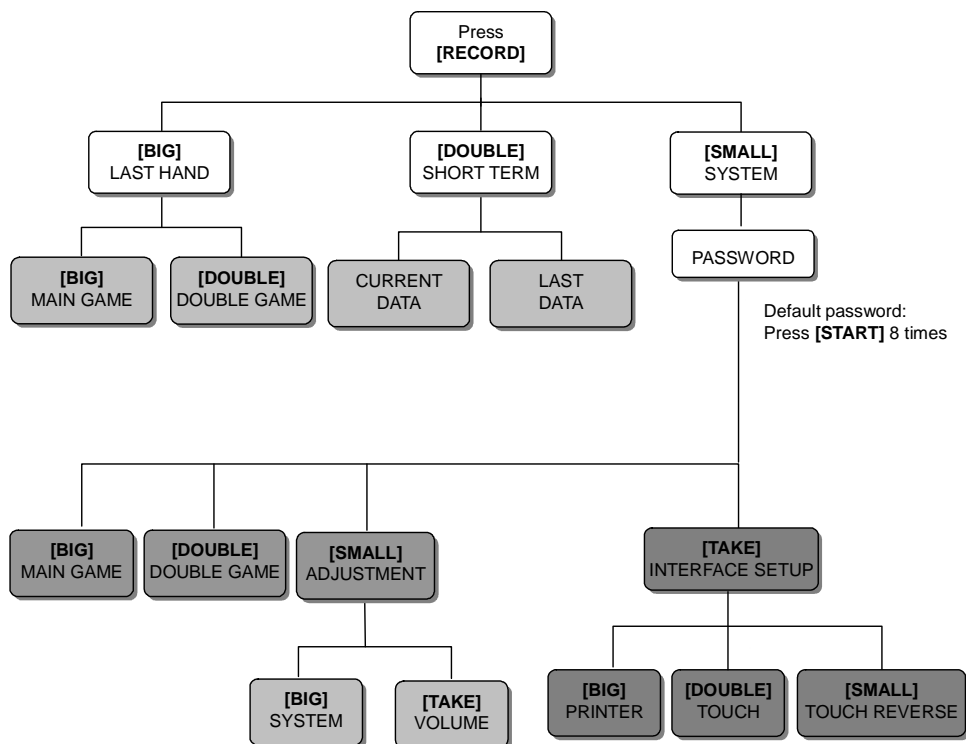 Press
[RECORD]
[BIG]
LAST HAND
[DOUBLE]
SHORT TERM
[SMALL]
SYSTEM
[BIG]
MAIN GAME
[DOUBLE]
DOUBLE GAME
CURRENT
DATA
LAST
DATA
PASSWORD
Default password:
Press [START] 8 times
[BIG]
MAIN GAME
[DOUBLE]
DOUBLE GAME
[SMALL]
ADJUSTMENT
[TAKE]
INTERFACE SETUP
[BIG]
SYSTEM
[TAKE]
VOLUME
[BIG]
PRINTER
[DOUBLE]
TOUCH
[SMALL]
TOUCH REVERSE